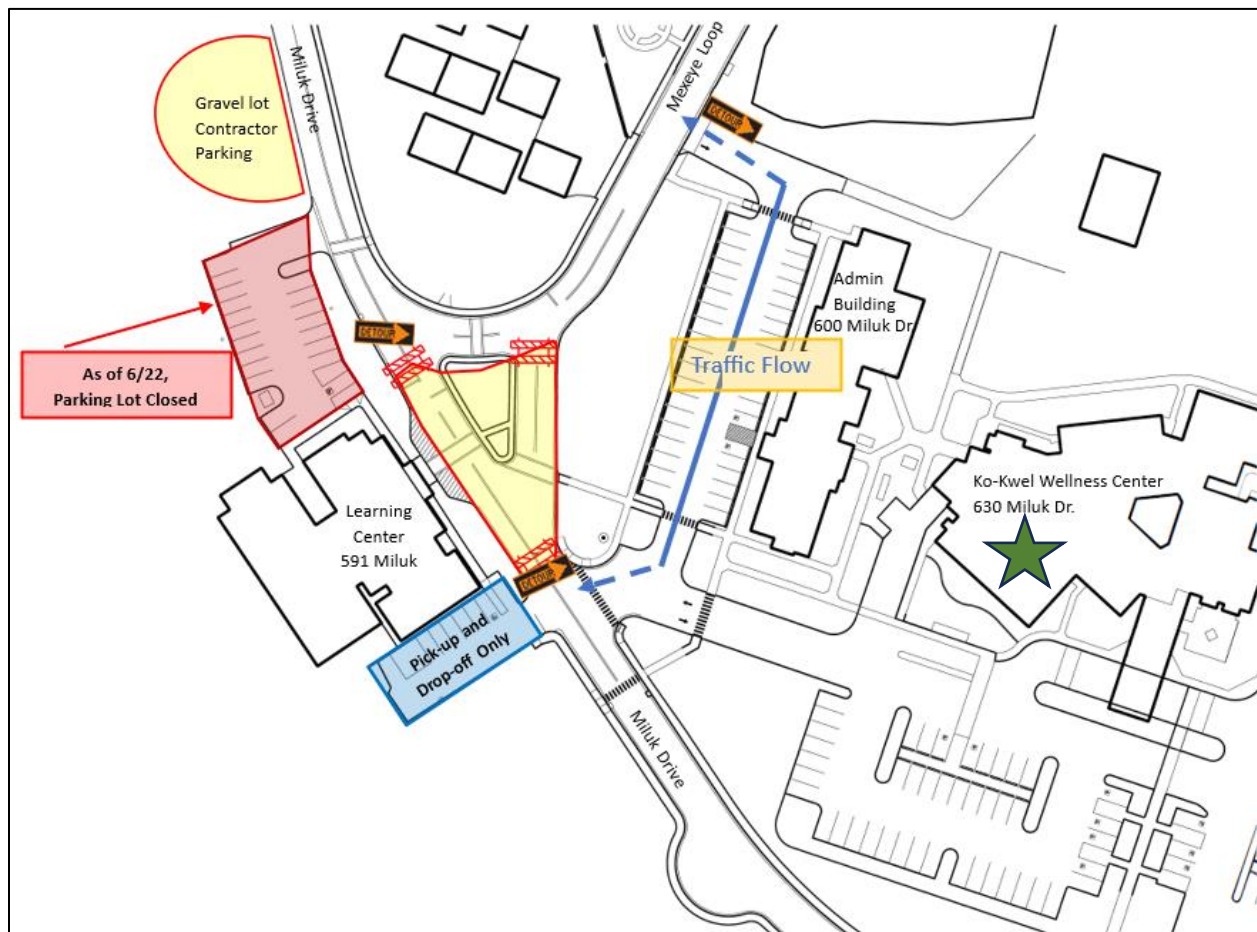 Miluk Drive
Mexeye Loop
Gravel lot
Contractor
Parking
DETOUR
Admin
Building
600 Miluk Dr
DETOUR
Traffic Flow
As of 6/22,
Parking Lot Closed
Ko-Kwel Wellness Center
630 Miluk Dr.
Learning
Center
591 Miluk
DETOUR
Pick-up and
Drop-off Only
Miluk Drive